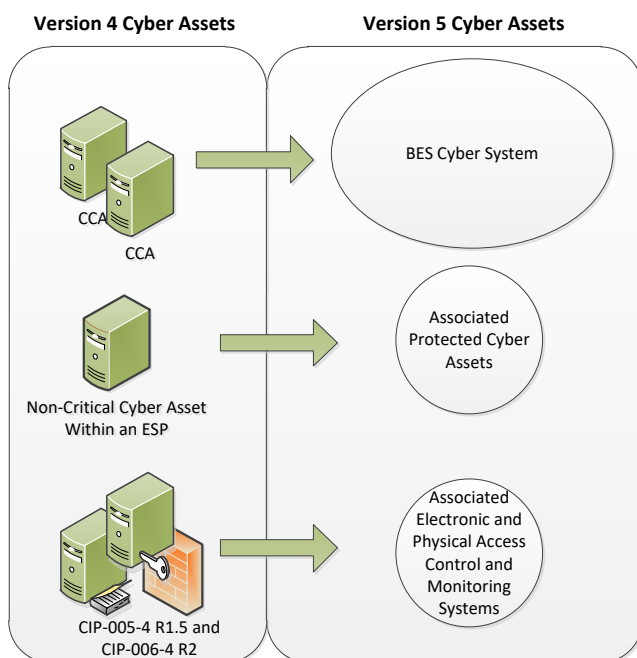 Version 4 Cyber Assets
Version 5 Cyber Assets
CCA
CCA
BES Cyber System
Non-Critical Cyber Asset
Within an ESP
Associated
Protected Cyber
Assets
CIP-005-4 R1.5 and
CIP-006-4 R2
Associated
Electronic and
Physical Access
Control and
Monitoring
Systems